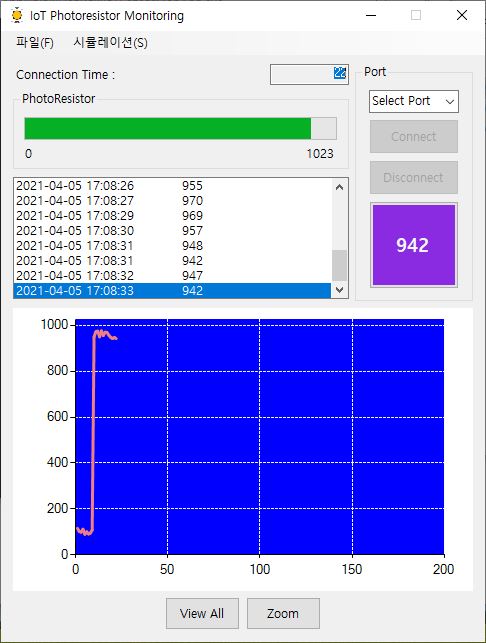 IoT Photoresistor Monitoring
파일(F) 시뮬레이션(S)
Connection Time : 22
Port
PhotoResistor
Select Port
0 1023
Connect
Disconnect
942
2021-04-05 17:08:26 955
2021-04-05 17:08:27 970
2021-04-05 17:08:29 969
2021-04-05 17:08:30 957
2021-04-05 17:08:31 948
2021-04-05 17:08:31 942
2021-04-05 17:08:32 947
2021-04-05 17:08:33 942
1000
800
600
400
200
0
0 50 100 150 200
View All Zoom